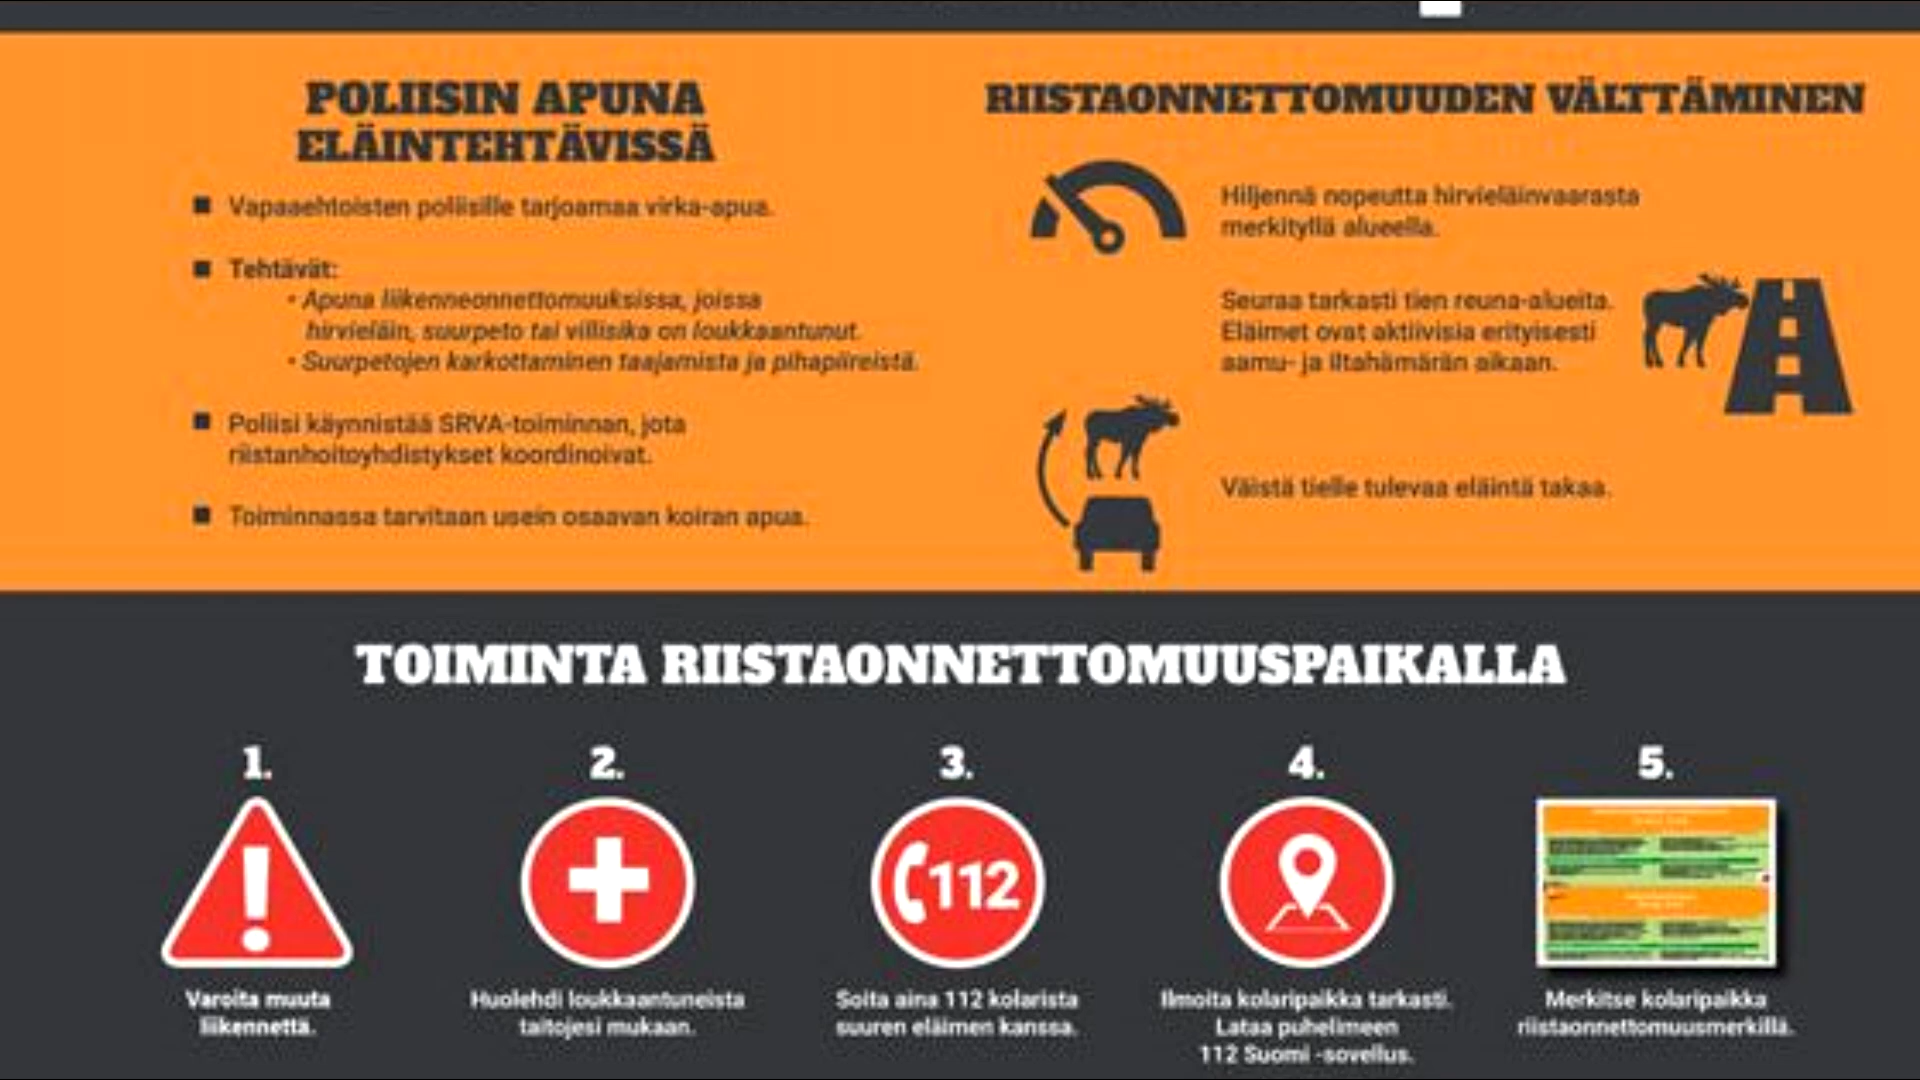 POLIISIN APUNA
ELÄINTEHTÄVISSÄ
Vapaaehtoisten poliisille tarjoamaa virka-apua.
Tehtävät:
• Apuna liikenneonnettomuuksissa, joissa
hirvieläin, suurpeto tai villisika on loukkaantunut.
• Suurpetojen karkottaminen taajamista ja pihapiireistä.
Poliisi käynnistää SRVA-toiminnan, jota
riistanhoitoyhdistykset koordinoivat.
Toiminnassa tarvitaan usein osaavan koiran apua.
RIISTAONNETTOMUUDEN VÄLTTÄMINEN
Hiljennä nopeutta hirvieläinvaarasta
merkityllä alueella.
Seuraa tarkasti tien reuna-alueita.
Eläimet ovat aktiivisia erityisesti
aamu- ja iltahämärän aikaan.
Väistä tielle tulevaa eläintä takaa.
TOIMINTA RIISTAONNETTOMUUSPAIKALLA
1.
Varoita muuta
liikennettä.
2.
Huolehdi loukkaantuneista
taitojesi mukaan.
3.
112
Soita aina 112 kolarista
suuren eläimen kanssa.
4.
Ilmoita kolaripaikka tarkasti.
Lataa puhelimeen
112 Suomi -sovellus.
5.
Merkitse kolaripaikka
riistaonnettomuusmerkillä.